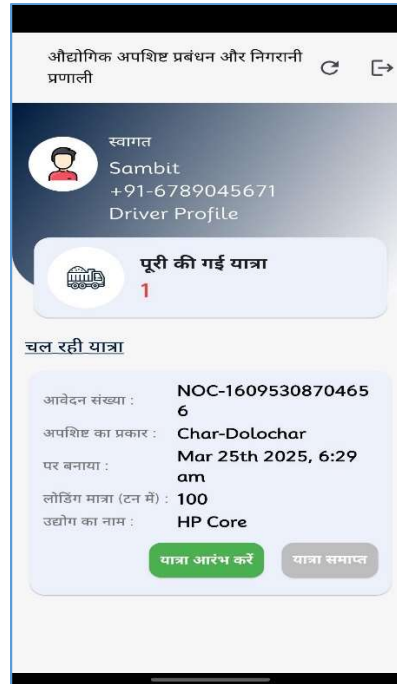 औद्योगिक अपशिष्ट प्रबंधन और निगरानी
प्रणाली
स्वागत
Sambit
+91-6789045671
Driver Profile
पूरी की गई यात्रा
1
चल रही यात्रा
आवेदन संख्या : NOC-1609530870465
6
अपशिष्ट का प्रकार : Char-Dolochar
पर बनाया : Mar 25th 2025, 6:29
am
लोडिंग मात्रा (टन में) : 100
उद्योग का नाम : HP Core
यात्रा आरंभ करें यात्रा समाप्त